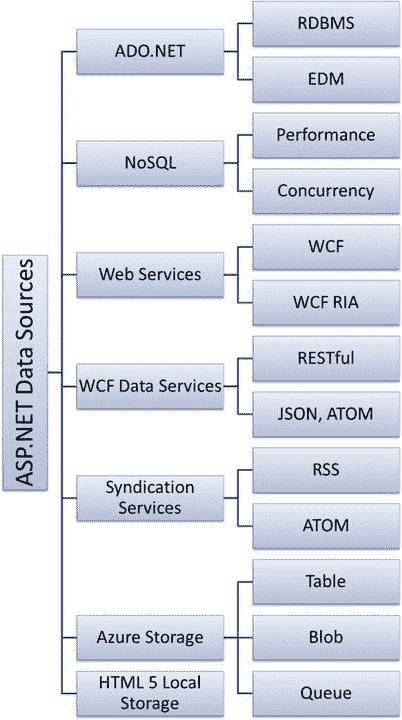 ASP.NET Data Sources
ADO.NET
RDBMS
EDM
NoSQL
Performance
Concurrency
Web Services
WCF
WCF RIA
WCF Data Services
RESTful
JSON, ATOM
Syndication
Services
RSS
ATOM
Azure Storage
Table
Blob
Queue
HTML 5 Local
Storage